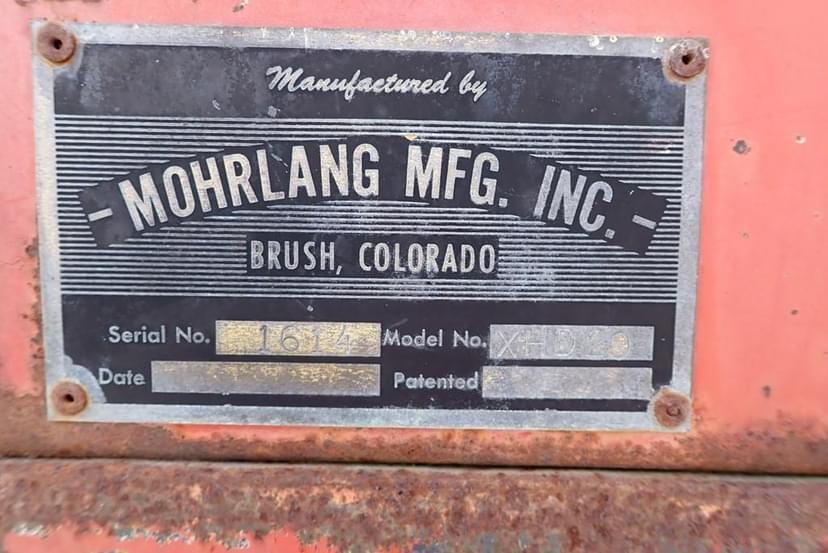 Manufactured by
- MOHRLANG MFG. INC. -
BRUSH, COLORADO
Serial No. 1614 Model No.
Date Patented